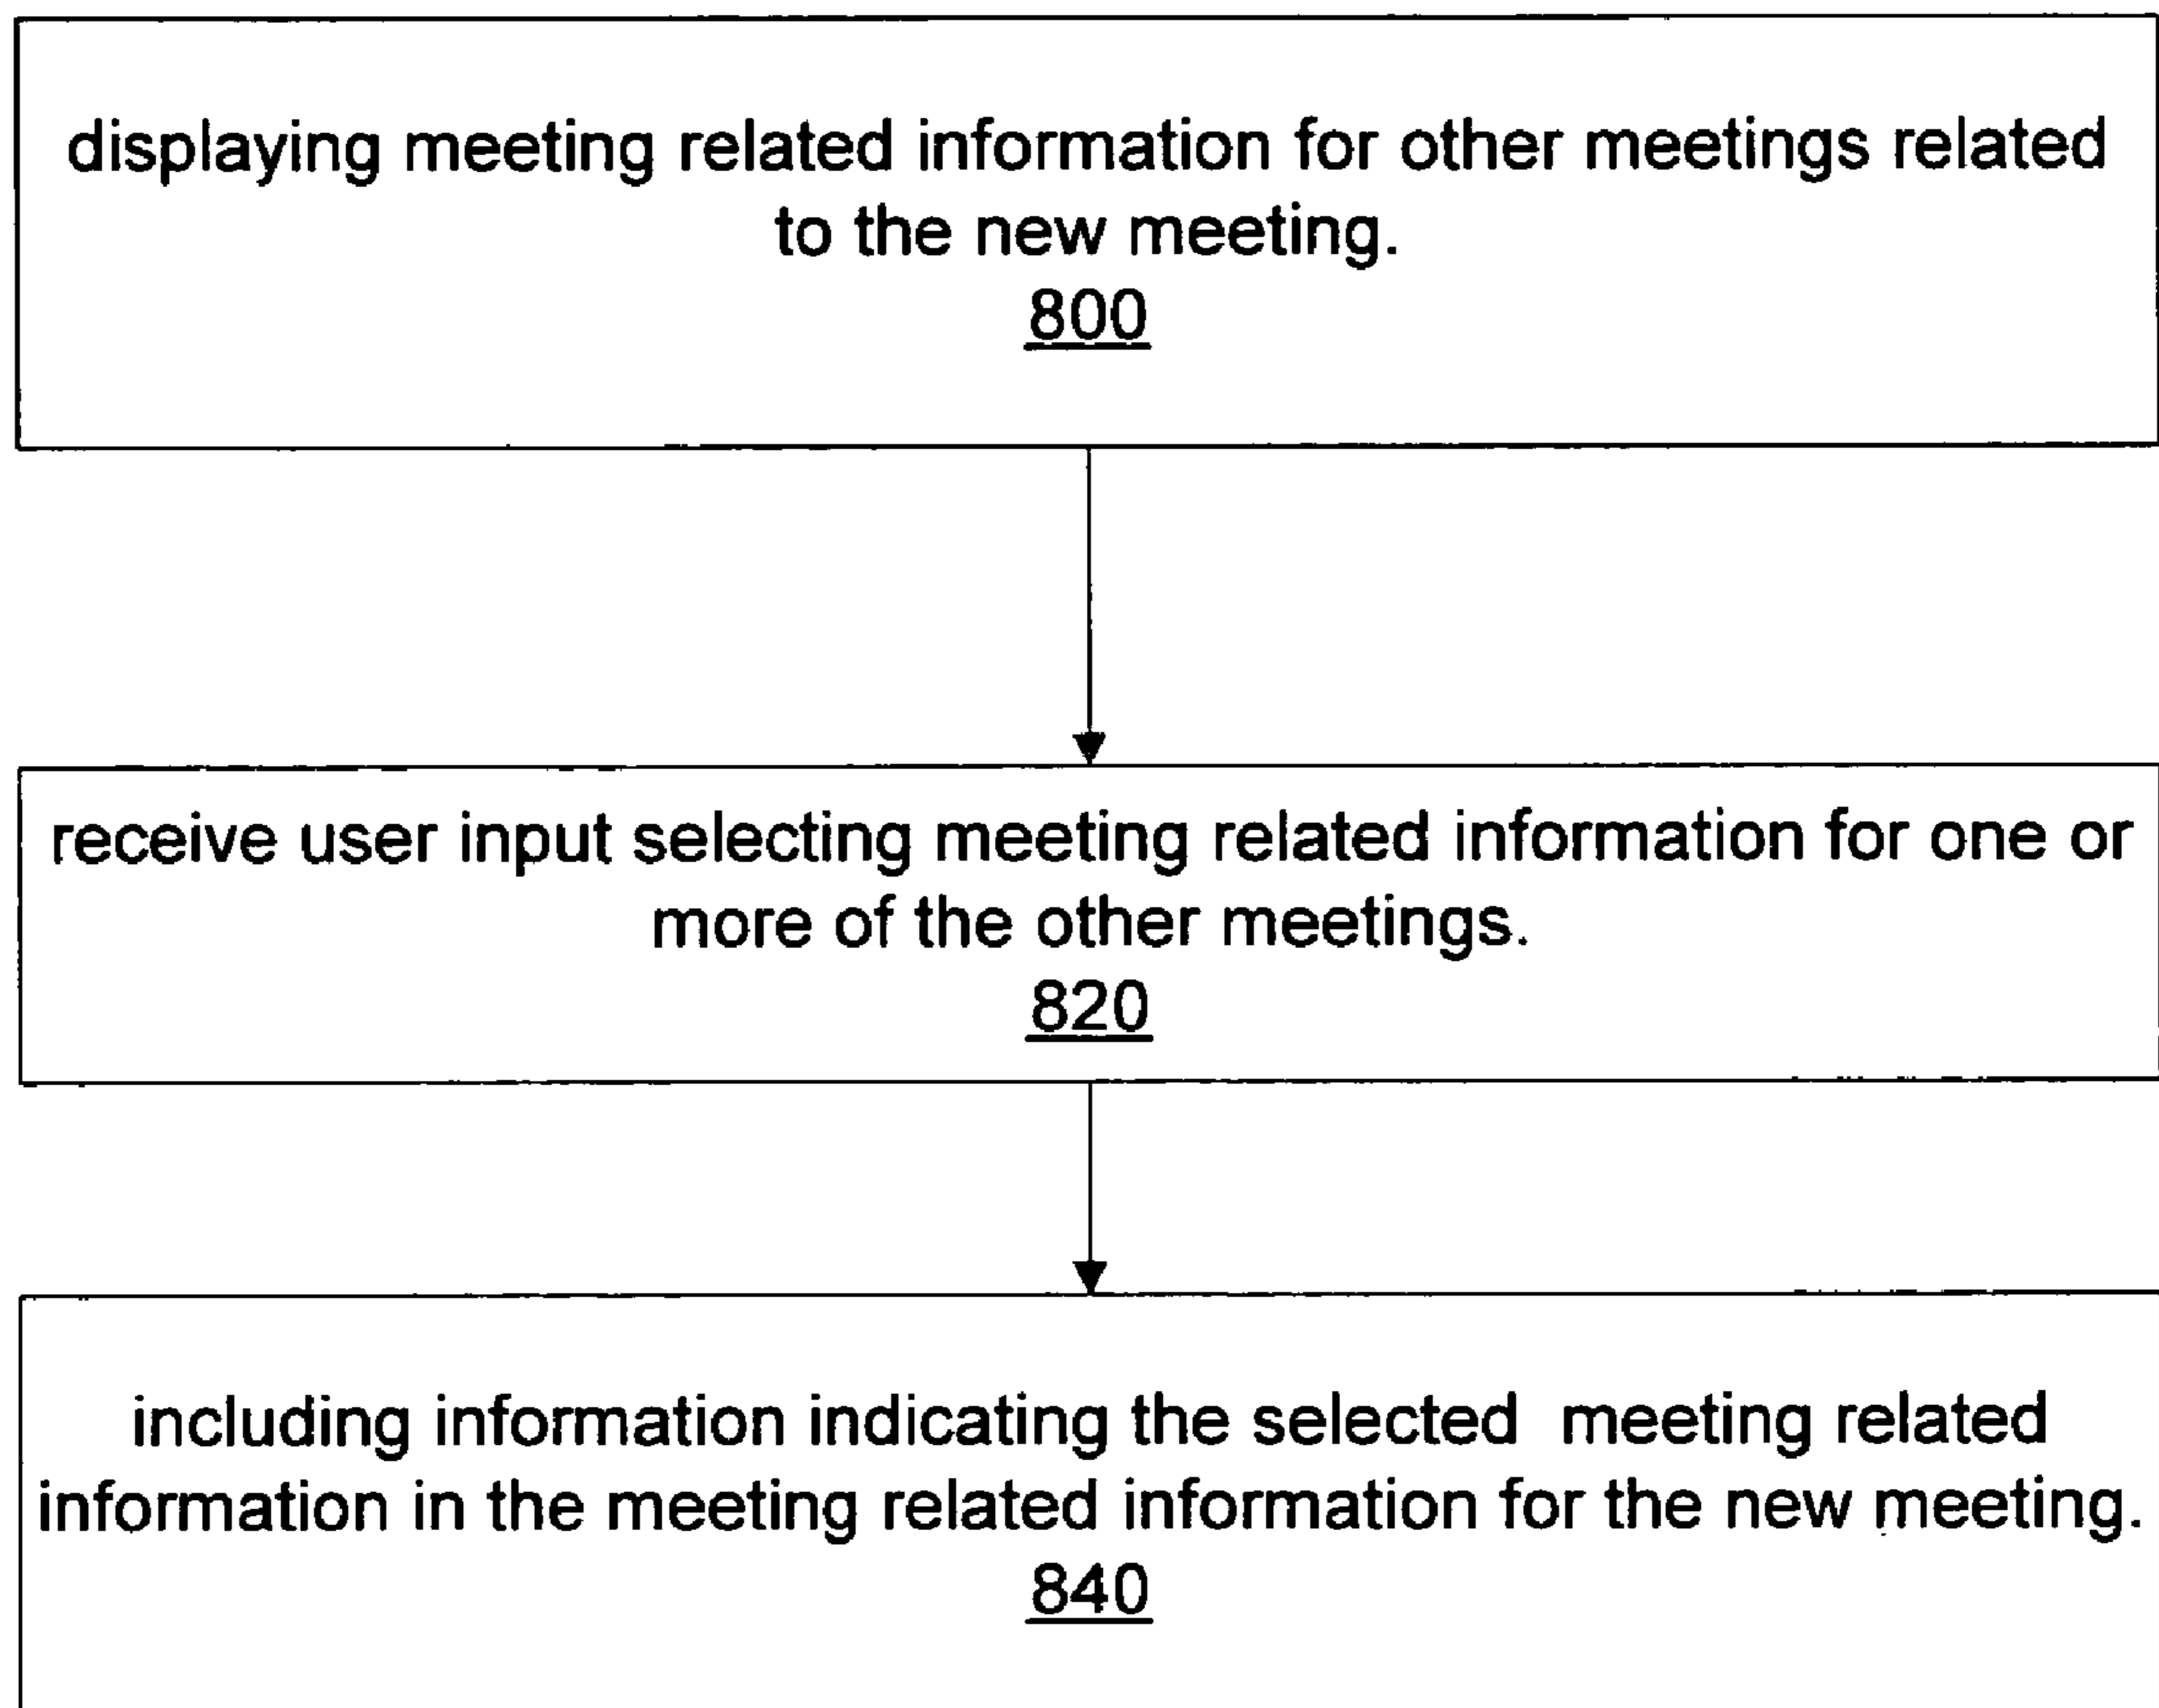 displaying meeting related information for other meetings related
to the new meeting.
800
receive user input selecting meeting related information for one or
more of the other meetings.
820
including information indicating the selected  meeting related
information in the meeting related information for the new meeting.
840